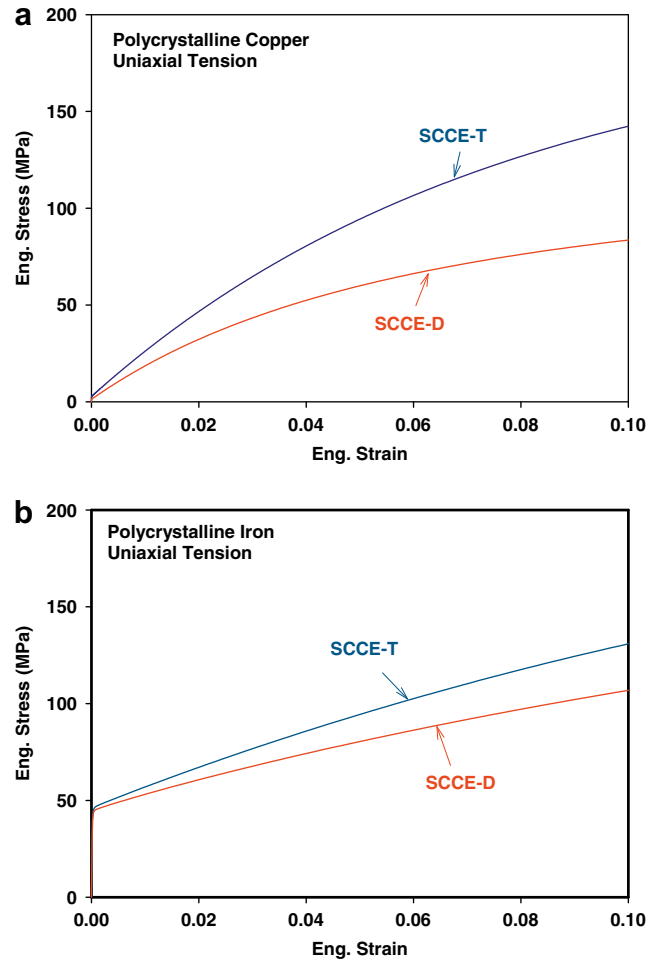 a
200
Polycrystalline Copper
Uniaxial Tension
150
SCCE-T
Eng. Stress (MPa)
100
50
SCCE-D
0
0.00 0.02 0.04 0.06 0.08 0.10
Eng. Strain
b
200
Polycrystalline Iron
Uniaxial Tension
150
SCCE-T
Eng. Stress (MPa)
100
SCCE-D
50
0
0.00 0.02 0.04 0.06 0.08 0.10
Eng. Strain